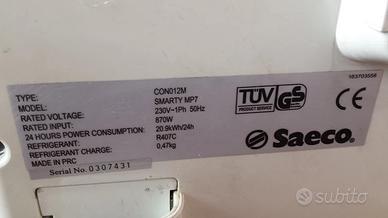 183703556
TYPE: CON012M
MODEL: SMARTY MP7
RATED VOLTAGE: 230V~1Ph 50Hz
RATED INPUT: 870W
24 HOURS POWER CONSUMPTION: 20.9kWh/24h
REFRIGERANT: R407C
REFRIGERANT CHARGE: 0,47kg
MADE IN PRC
Serial No. 0307431
TÜV
PRODUCT SERVICE
GS
CE
Saeco.
subito